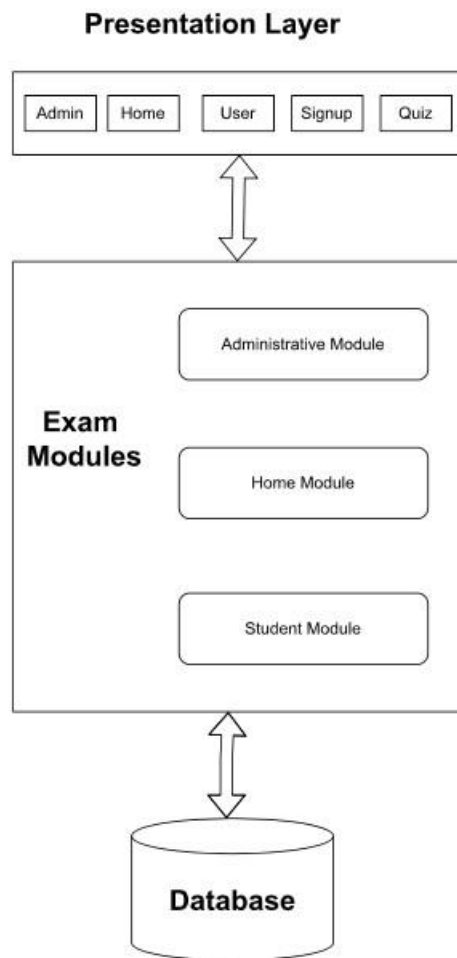 Presentation Layer
Admin Home User Signup Quiz
Administrative Module
Exam
Modules
Home Module
Student Module
Database